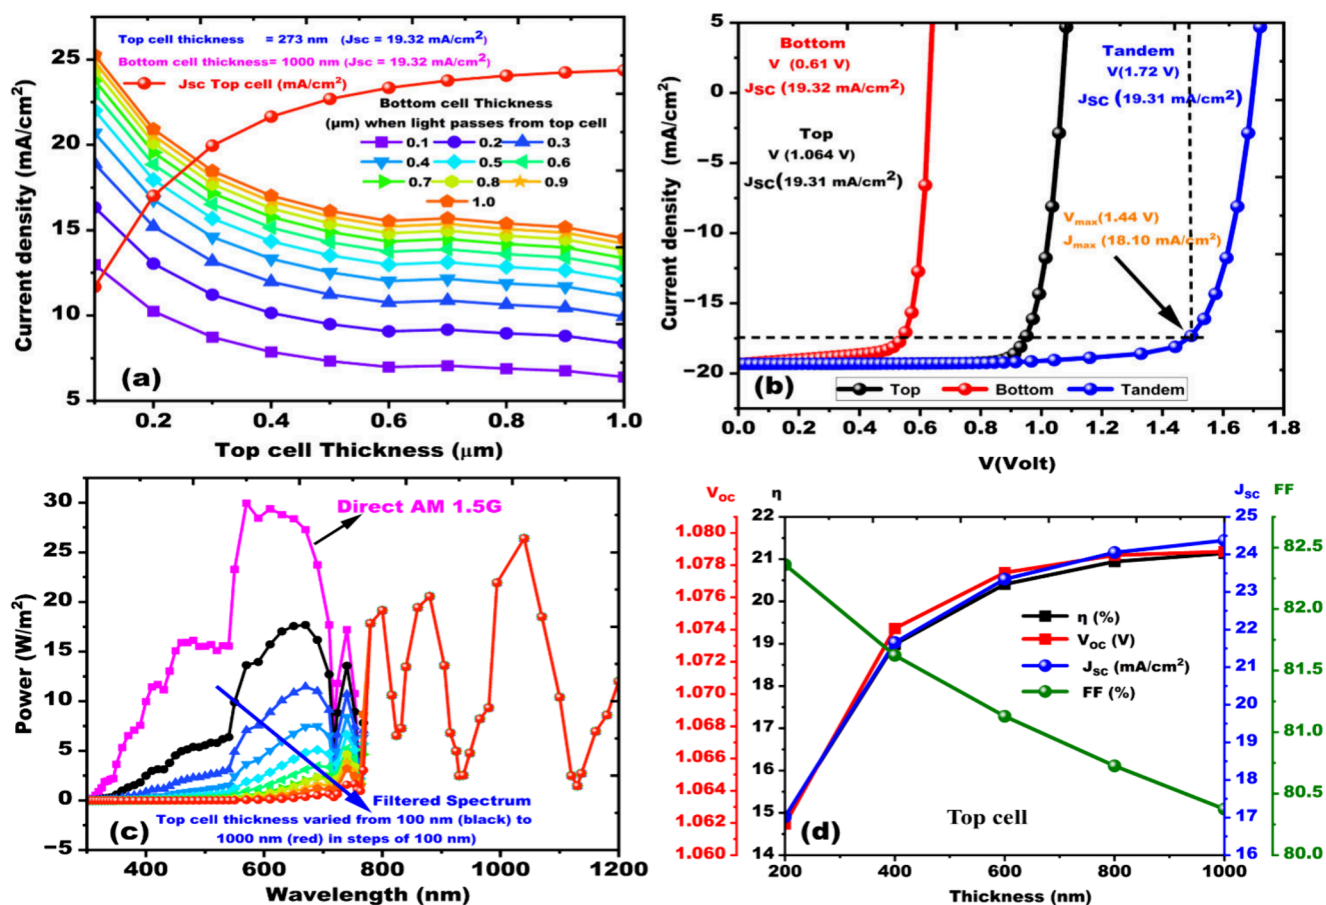 Top cell thickness = 273 nm (Jsc = 19.32 mA/cm²)
Bottom cell thickness= 1000 nm (Jsc = 19.32 mA/cm²)
Jsc Top cell (mA/cm²)
Bottom cell Thickness
(μm) when light passes from top cell
0.1 0.2 0.3
0.4 0.5 0.6
0.7 0.8 0.9
1.0
Current density (mA/cm²)
25
20
15
10
5
(a)
0.2 0.4 0.6 0.8 1.0
Top cell Thickness (μm)
Bottom
V (0.61 V)
J_SC (19.32 mA/cm²)
Tandem
V(1.72 V)
J_SC (19.31 mA/cm²)
Top
V (1.064 V)
J_SC(19.31 mA/cm²)
V_max(1.44 V)
J_max (18.10 mA/cm²)
Current density (mA/cm²)
5
0
−5
−10
−15
−20
(b)
Top Bottom Tandem
0.0 0.2 0.4 0.6 0.8 1.0 1.2 1.4 1.6 1.8
V(Volt)
Direct AM 1.5G
Power (W/m²)
30
25
20
15
10
5
0
−5
Filtered Spectrum
Top cell thickness varied from 100 nm (black) to
1000 nm (red) in steps of 100 nm)
(c)
400 600 800 1000 1200
Wavelength (nm)
V_OC η J_SC FF
1.080
1.078
1.075
1.072
1.070
1.068
1.066
1.064
1.062
1.060
22
21
20
19
18
17
16
15
14
η (%)
V_OC (V)
J_SC (mA/cm²)
FF (%)
(d)
Top cell
25
24
23
22
21
20
19
18
17
16
82.5
82.0
81.5
81.0
80.5
80.0
200 400 600 800 1000
Thickness (nm)